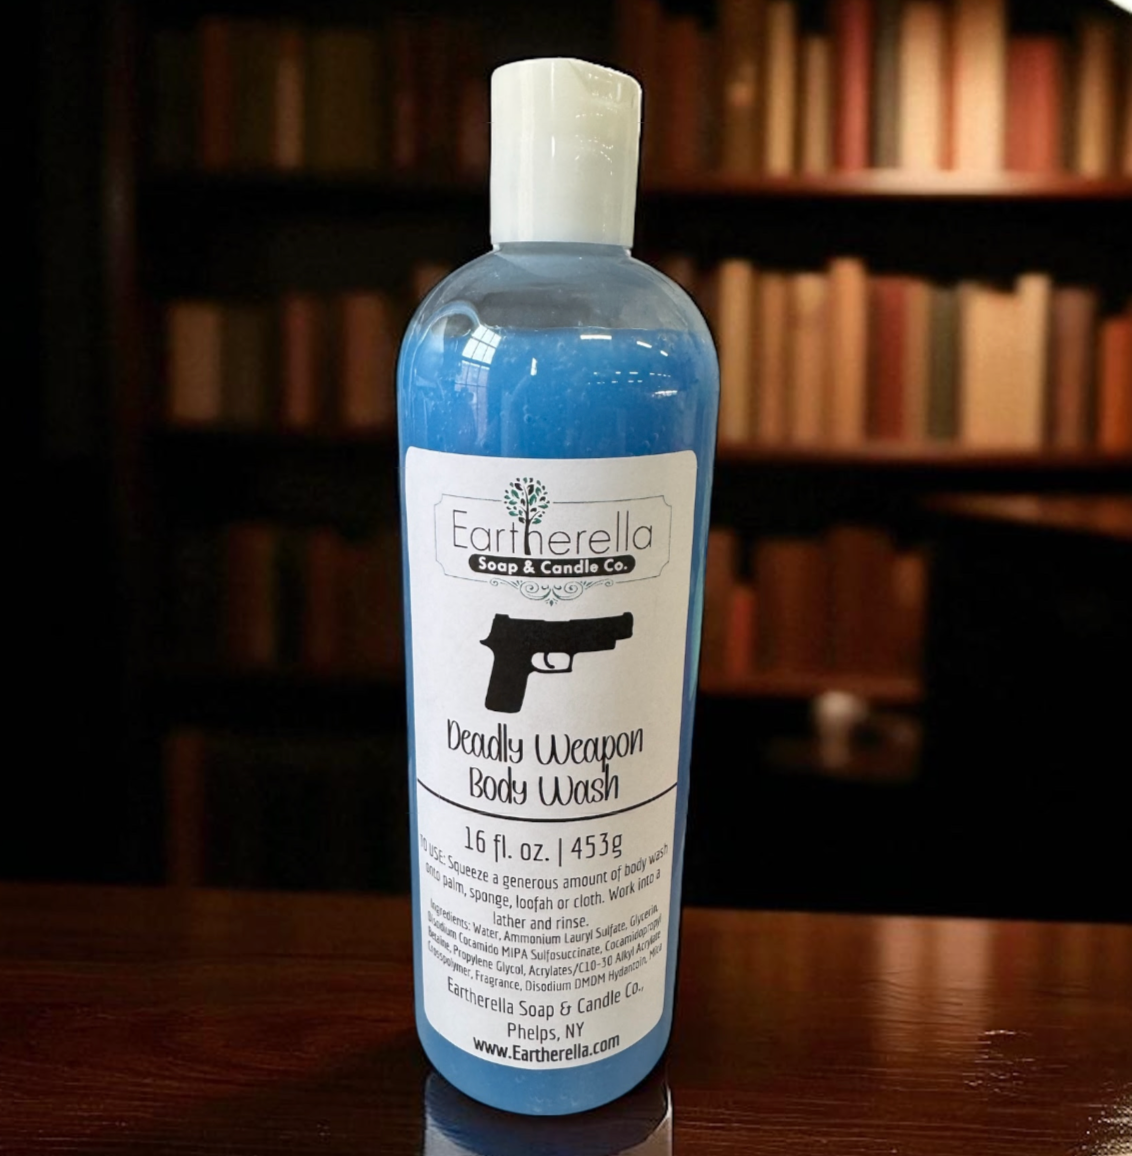 Eartherella
Soap & Candle Co.
Deadly Weapon
Body Wash
16 fl. oz. | 453g
TO USE: Squeeze a generous amount of body wash
onto palm, sponge, loofah or cloth. Work into a
lather and rinse.
Ingredients: Water, Ammonium Lauryl Sulfate, Glycerin,
Disodium Cocamido MIPA Sulfosuccinate, Cocamidopropyl
Betaine, Propylene Glycol, Acrylates/C10-30 Alkyl Acrylate
Crosspolymer, Fragrance, Disodium DMDM Hydantoin, Mica
Eartherella Soap & Candle Co.,
Phelps, NY
www.Eartherella.com